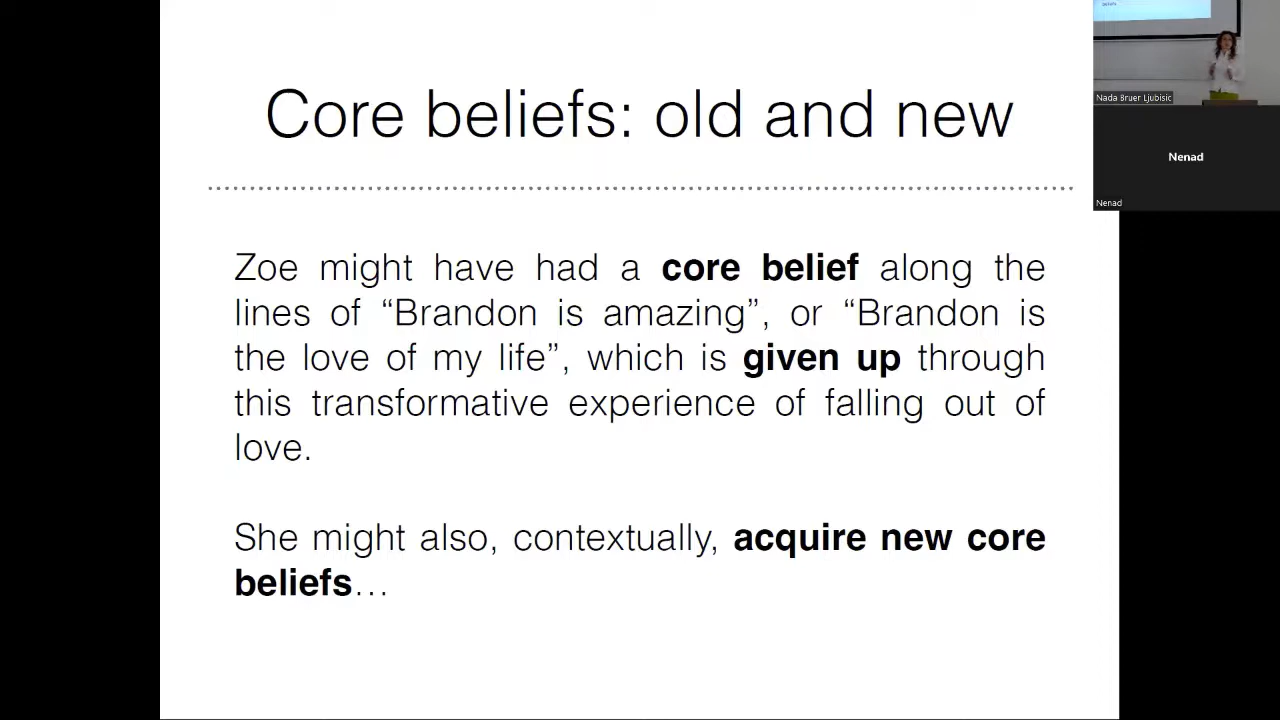 Core beliefs: old and new
Zoe might have had a core belief along the
lines of “Brandon is amazing”, or “Brandon is
the love of my life”, which is given up through
this transformative experience of falling out of
love.
She might also, contextually, acquire new core
beliefs…
Nada Bruer Ljubisic
Nenad
Nenad